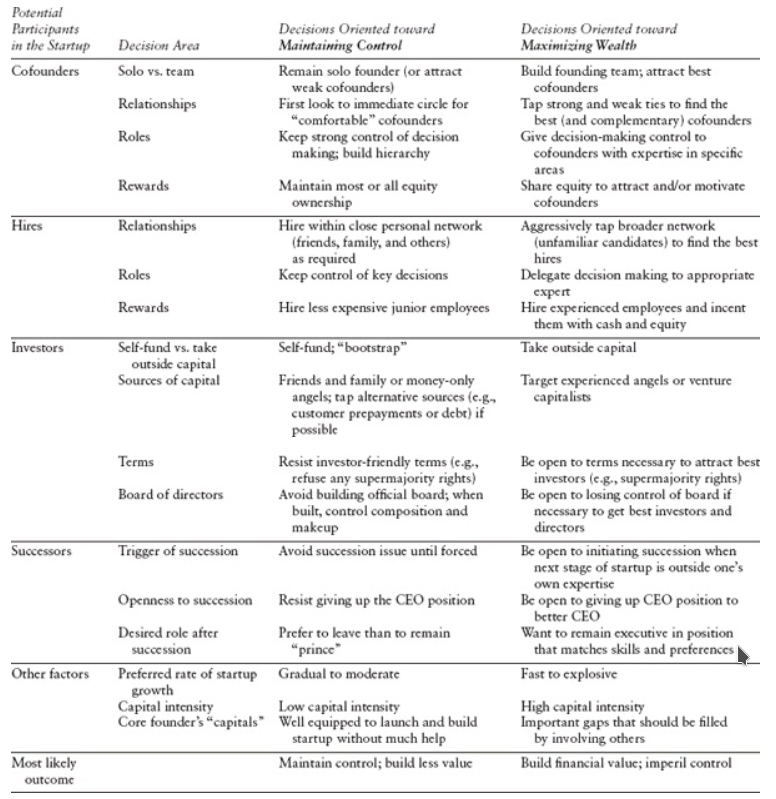 Potential
Participants
in the Startup
Decision Area
Decisions Oriented toward
Maintaining Control
Decisions Oriented toward
Maximizing Wealth
Cofounders
Solo vs. team
Remain solo founder (or attract
weak cofounders)
Build founding team; attract best
cofounders
Relationships
First look to immediate circle for
“comfortable” cofounders
Tap strong and weak ties to find the
best (and complementary) cofounders
Roles
Keep strong control of decision
making; build hierarchy
Give decision-making control to
cofounders with expertise in specific
areas
Rewards
Maintain most or all equity
ownership
Share equity to attract and/or motivate
cofounders
Hires
Relationships
Hire within close personal network
(friends, family, and others)
as required
Aggressively tap broader network
(unfamiliar candidates) to find the best
hires
Roles
Keep control of key decisions
Delegate decision making to appropriate
expert
Rewards
Hire less expensive junior employees
Hire experienced employees and incent
them with cash and equity
Investors
Self-fund vs. take
outside capital
Self-fund; “bootstrap”
Take outside capital
Sources of capital
Friends and family or money-only
angels; tap alternative sources (e.g.,
customer prepayments or debt) if
possible
Target experienced angels or venture
capitalists
Terms
Resist investor-friendly terms (e.g.,
refuse any supermajority rights)
Be open to terms necessary to attract best
investors (e.g., supermajority rights)
Board of directors
Avoid building official board; when
built, control composition and
makeup
Be open to losing control of board if
necessary to get best investors and
directors
Successors
Trigger of succession
Avoid succession issue until forced
Be open to initiating succession when
next stage of startup is outside one’s
own expertise
Openness to succession
Resist giving up the CEO position
Be open to giving up CEO position to
better CEO
Desired role after
succession
Prefer to leave than to remain
“prince”
Want to remain executive in position
that matches skills and preferences
Other factors
Preferred rate of startup
growth
Gradual to moderate
Fast to explosive
Capital intensity
Low capital intensity
High capital intensity
Core founder’s “capitals”
Well equipped to launch and build
startup without much help
Important gaps that should be filled
by involving others
Most likely
outcome
Maintain control; build less value
Build financial value; imperil control